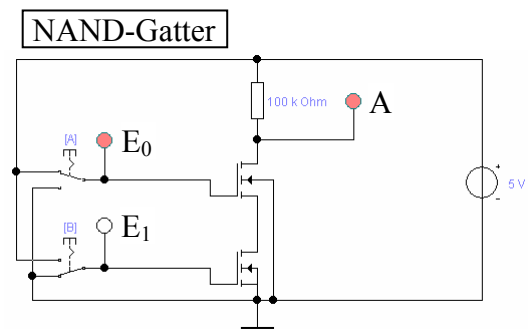 NAND-Gatter
100 k Ohm
A
[A]
E₀
+
5 V
-
[B]
E₁